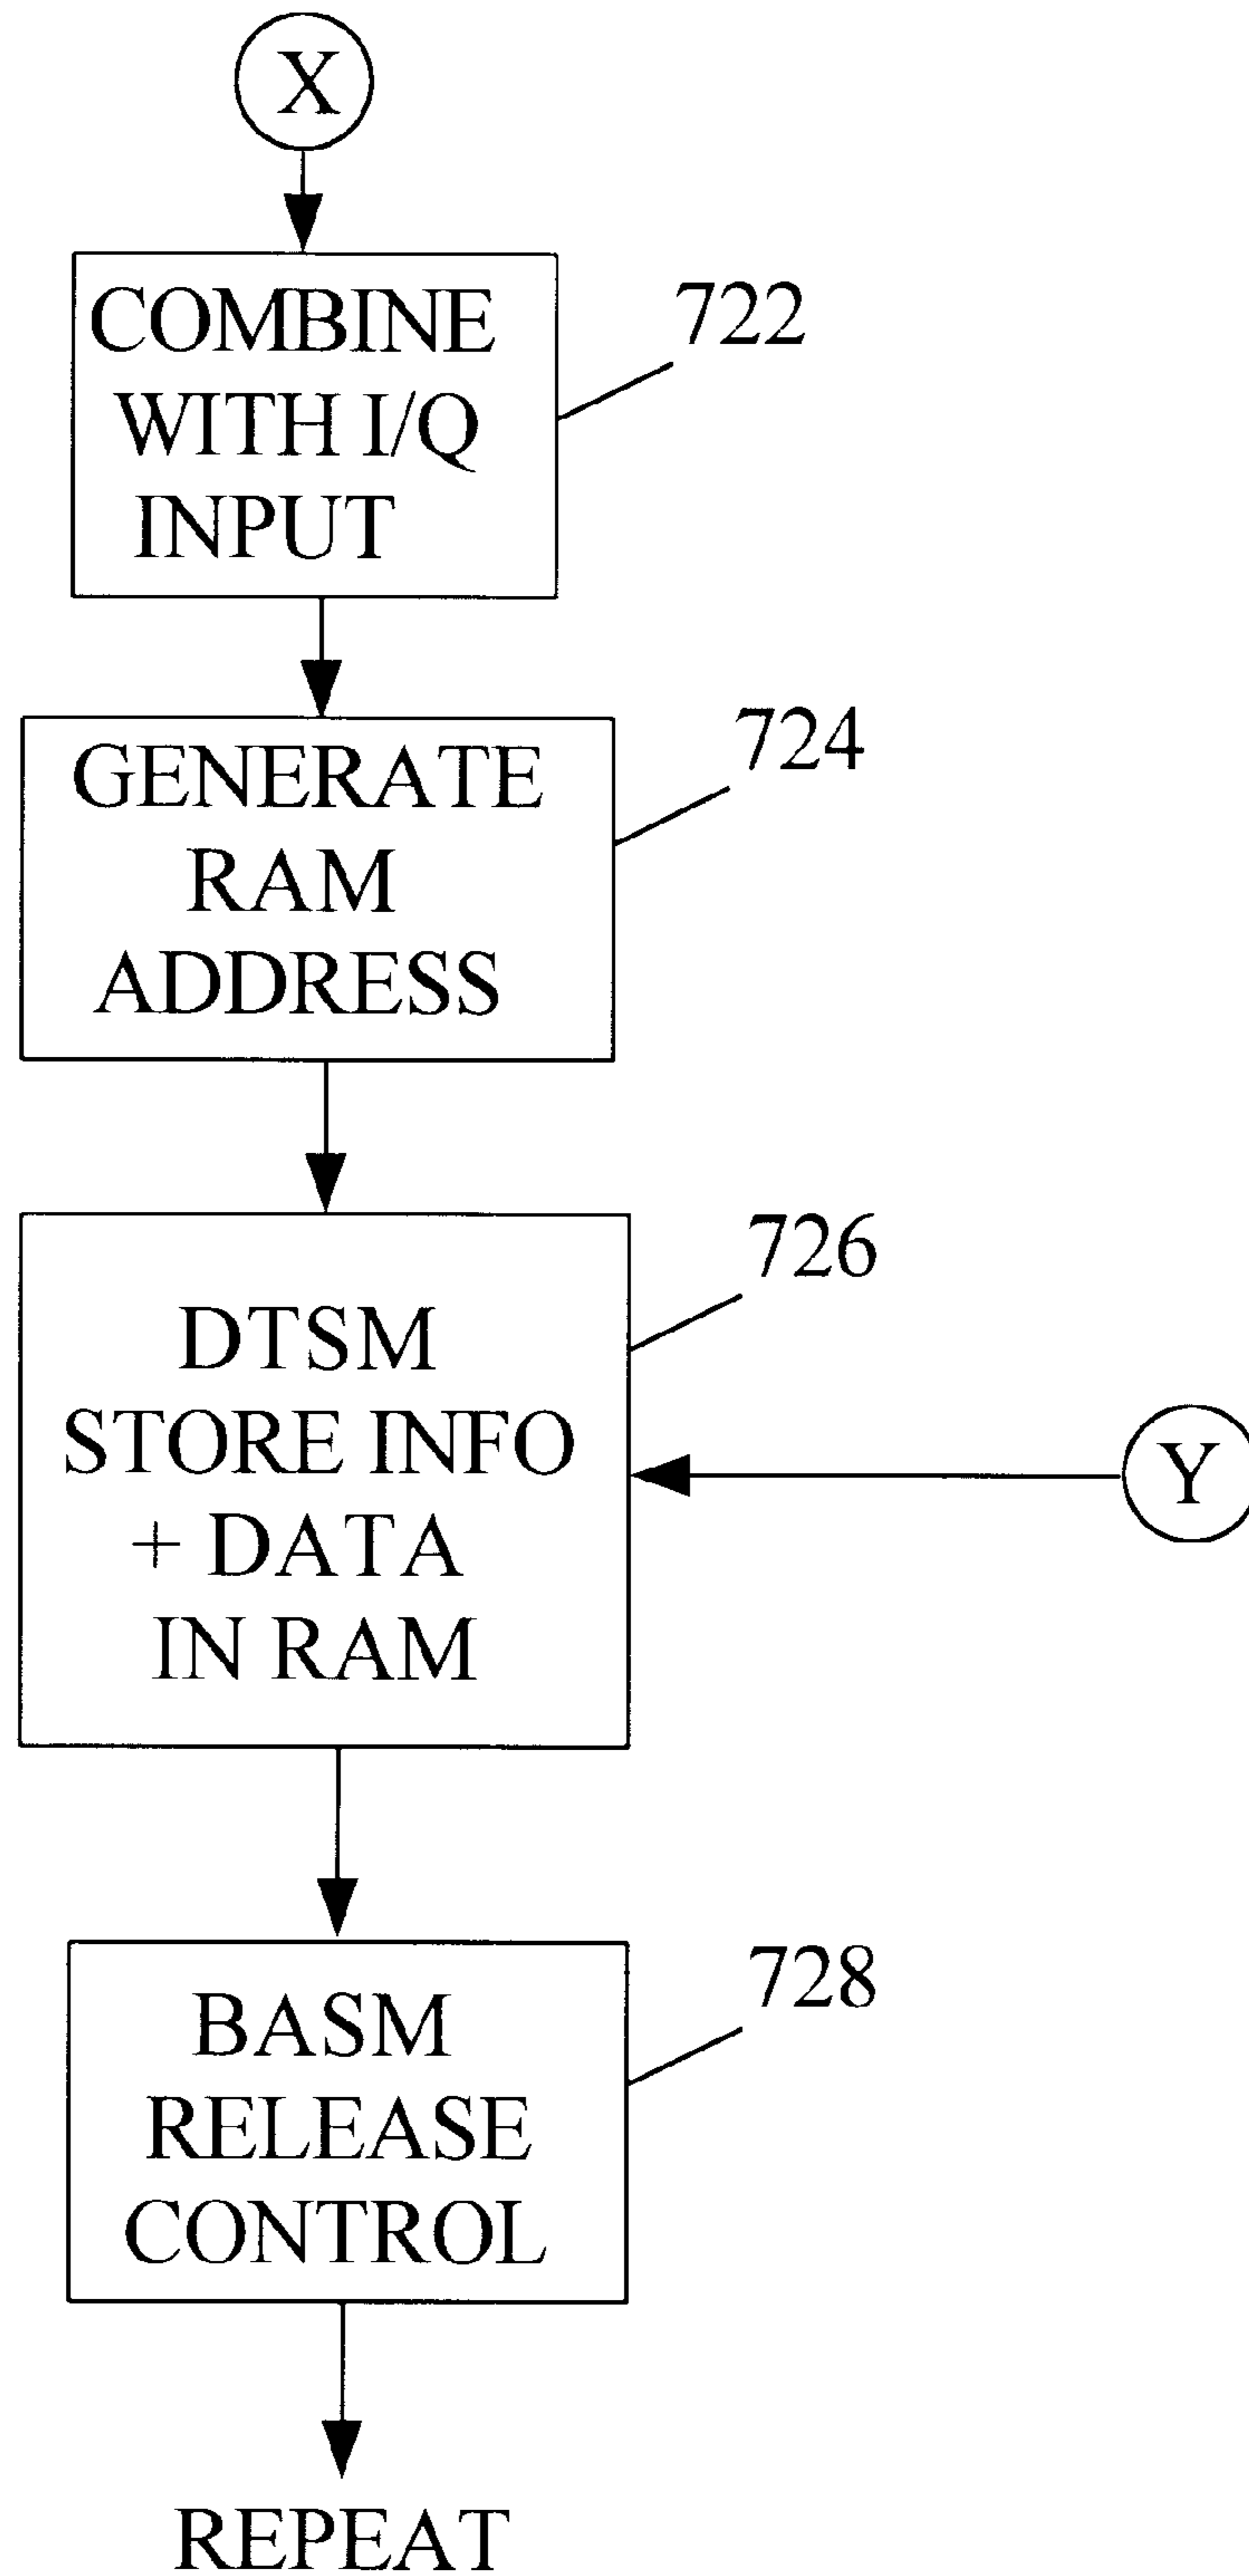 X
COMBINE
WITH I/Q
INPUT
722
GENERATE
RAM
ADDRESS
724
DTSM
STORE INFO
+ DATA
IN RAM
726
Y
BASM
RELEASE
CONTROL
728
REPEAT